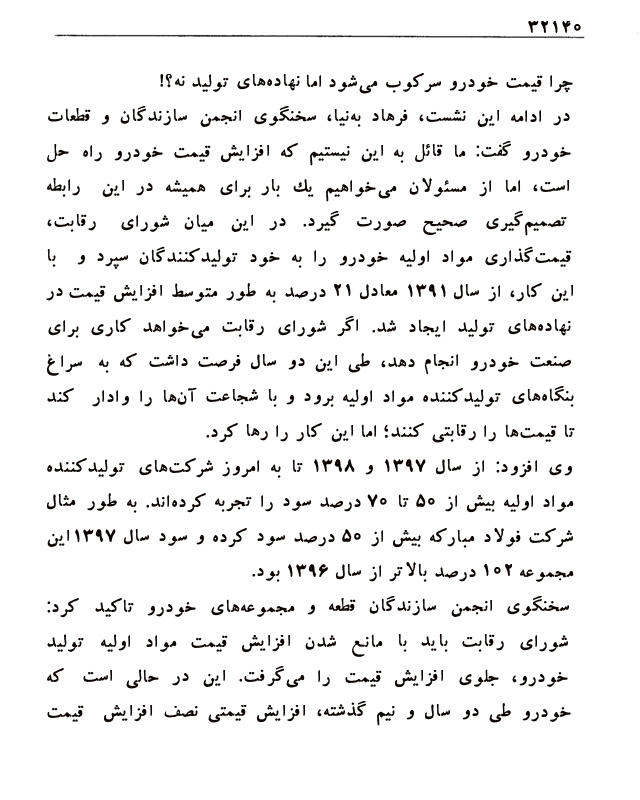 ۳۲۱۴۰
چرا قیمت خودرو سرکوب می‌شود اما نهاده‌های تولید نه؟!
در ادامه این نشست، فرهاد به‌نیا، سخنگوی انجمن سازندگان و قطعات
خودرو گفت: ما قائل به این نیستیم که افزایش قیمت خودرو راه حل
است، اما از مسئولان می‌خواهیم یك بار برای همیشه در این رابطه
تصمیم‌گیری صحیح صورت گیرد. در این میان شورای رقابت،
قیمت‌گذاری مواد اولیه خودرو را به خود تولیدکنندگان سپرد و با
این کار، از سال ۱۳۹۱ معادل ۲۱ درصد به طور متوسط افزایش قیمت در
نهاده‌های تولید ایجاد شد. اگر شورای رقابت می‌خواهد کاری برای
صنعت خودرو انجام دهد، طی این دو سال فرصت داشت که به سراغ
بنگاه‌های تولیدکننده مواد اولیه برود و با شجاعت آن‌ها را وادار کند
تا قیمت‌ها را رقابتی کنند؛ اما این کار را رها کرد.
وی افزود: از سال ۱۳۹۷ و ۱۳۹۸ تا به امروز شرکت‌های تولیدکننده
مواد اولیه بیش از ۵۰ تا ۷۰ درصد سود را تجربه کرده‌اند. به طور مثال
شرکت فولاد مبارکه بیش از ۵۰ درصد سود کرده و سود سال ۱۳۹۷این
مجموعه ۱۰۲ درصد بالاتر از سال ۱۳۹۶ بود.
سخنگوی انجمن سازندگان قطعه و مجموعه‌های خودرو تاکید کرد:
شورای رقابت باید با مانع شدن افزایش قیمت مواد اولیه تولید
خودرو، جلوی افزایش قیمت را می‌گرفت. این در حالی است که
خودرو طی دو سال و نیم گذشته، افزایش قیمتی نصف افزایش قیمت